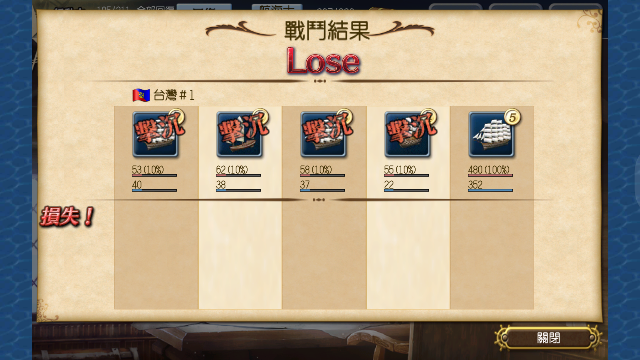 戰鬥結果
Lose
台灣#1
擊沉 擊沉 擊沉 擊沉 5
53(10%) 62(10%) 58(10%) 55(10%) 480(100%)
40 38 37 22 352
損失!
關閉